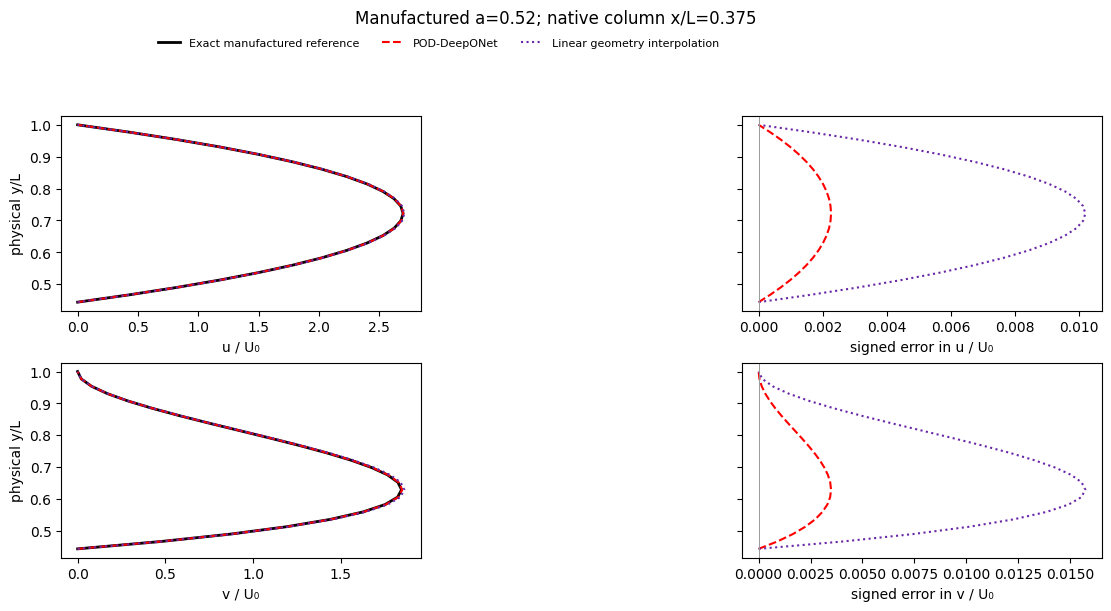 Manufactured a=0.52; native column x/L=0.375
Exact manufactured reference
POD-DeepONet
Linear geometry interpolation
physical y/L
1.0
0.9
0.8
0.7
0.6
0.5
0.0 0.5 1.0 1.5 2.0 2.5
u / U₀
0.000 0.002 0.004 0.006 0.008 0.010
signed error in u / U₀
physical y/L
1.0
0.9
0.8
0.7
0.6
0.5
0.0 0.5 1.0 1.5
v / U₀
0.0000 0.0025 0.0050 0.0075 0.0100 0.0125 0.0150
signed error in v / U₀